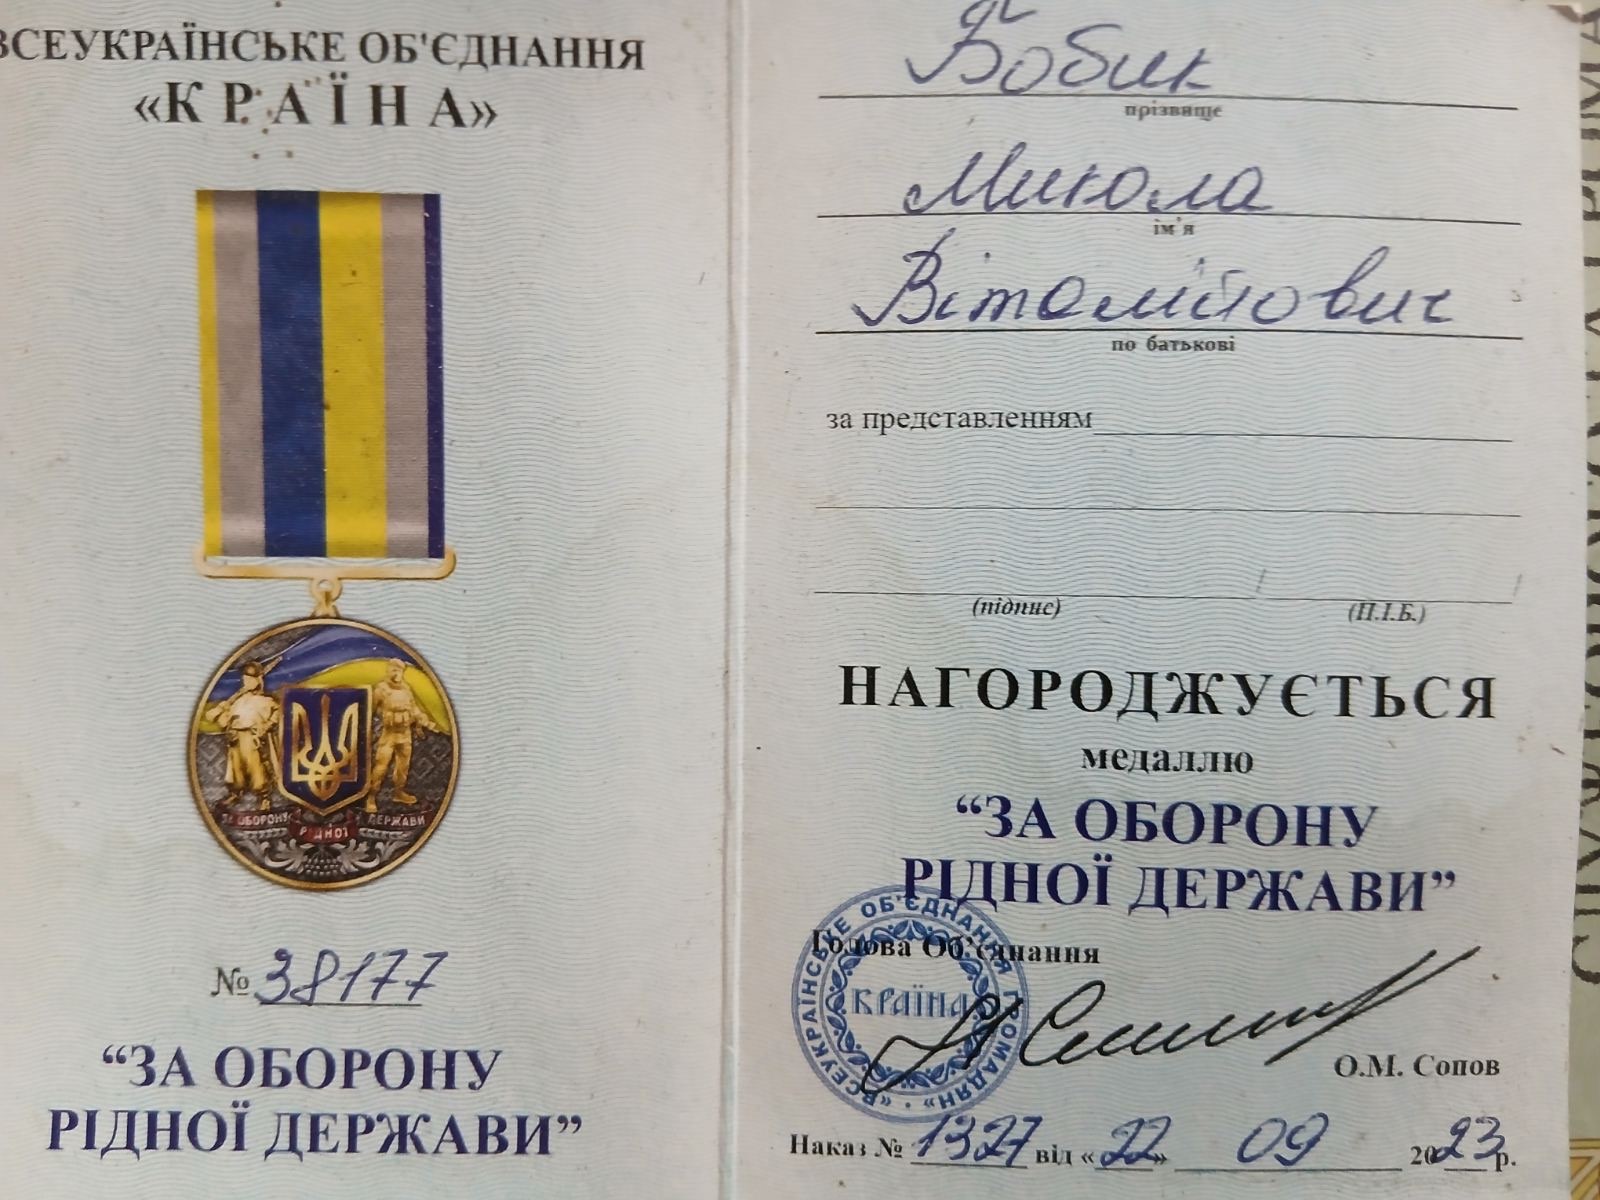 ВСЕУКРАЇНСЬКЕ ОБ'ЄДНАННЯ
«КРАЇНА»
ЗА ОБОРОНУ РІДНОЇ ДЕРЖАВИ
№ 38177
“ЗА ОБОРОНУ
РІДНОЇ ДЕРЖАВИ”
Бобик
прізвище
Микола
ім'я
по батькові
за представленням
(підпис) (П.І.Б.)
НАГОРОДЖУЄТЬСЯ
медаллю
“ЗА ОБОРОНУ
РІДНОЇ ДЕРЖАВИ”
Голова Об'єднання
«ВСЕУКРАЇНСЬКЕ ОБ'ЄДНАННЯ ГРОМАДЯН»
КРАЇНА
О.М. Сопов
Наказ № 1327 від «22» 09 2023 р.